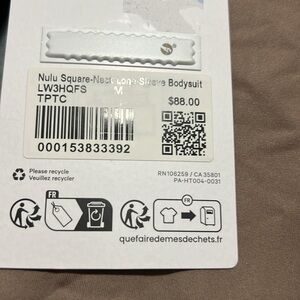 Nulu Square-Neck Long-Sleeve Bodysuit
LW3HQFS M
TPTC $88.00
000153833392
Please recycle
Veuillez recycler
RN106259 / CA35801
PA-HT004-0031
FR
FR
quefairedemesdechets.fr